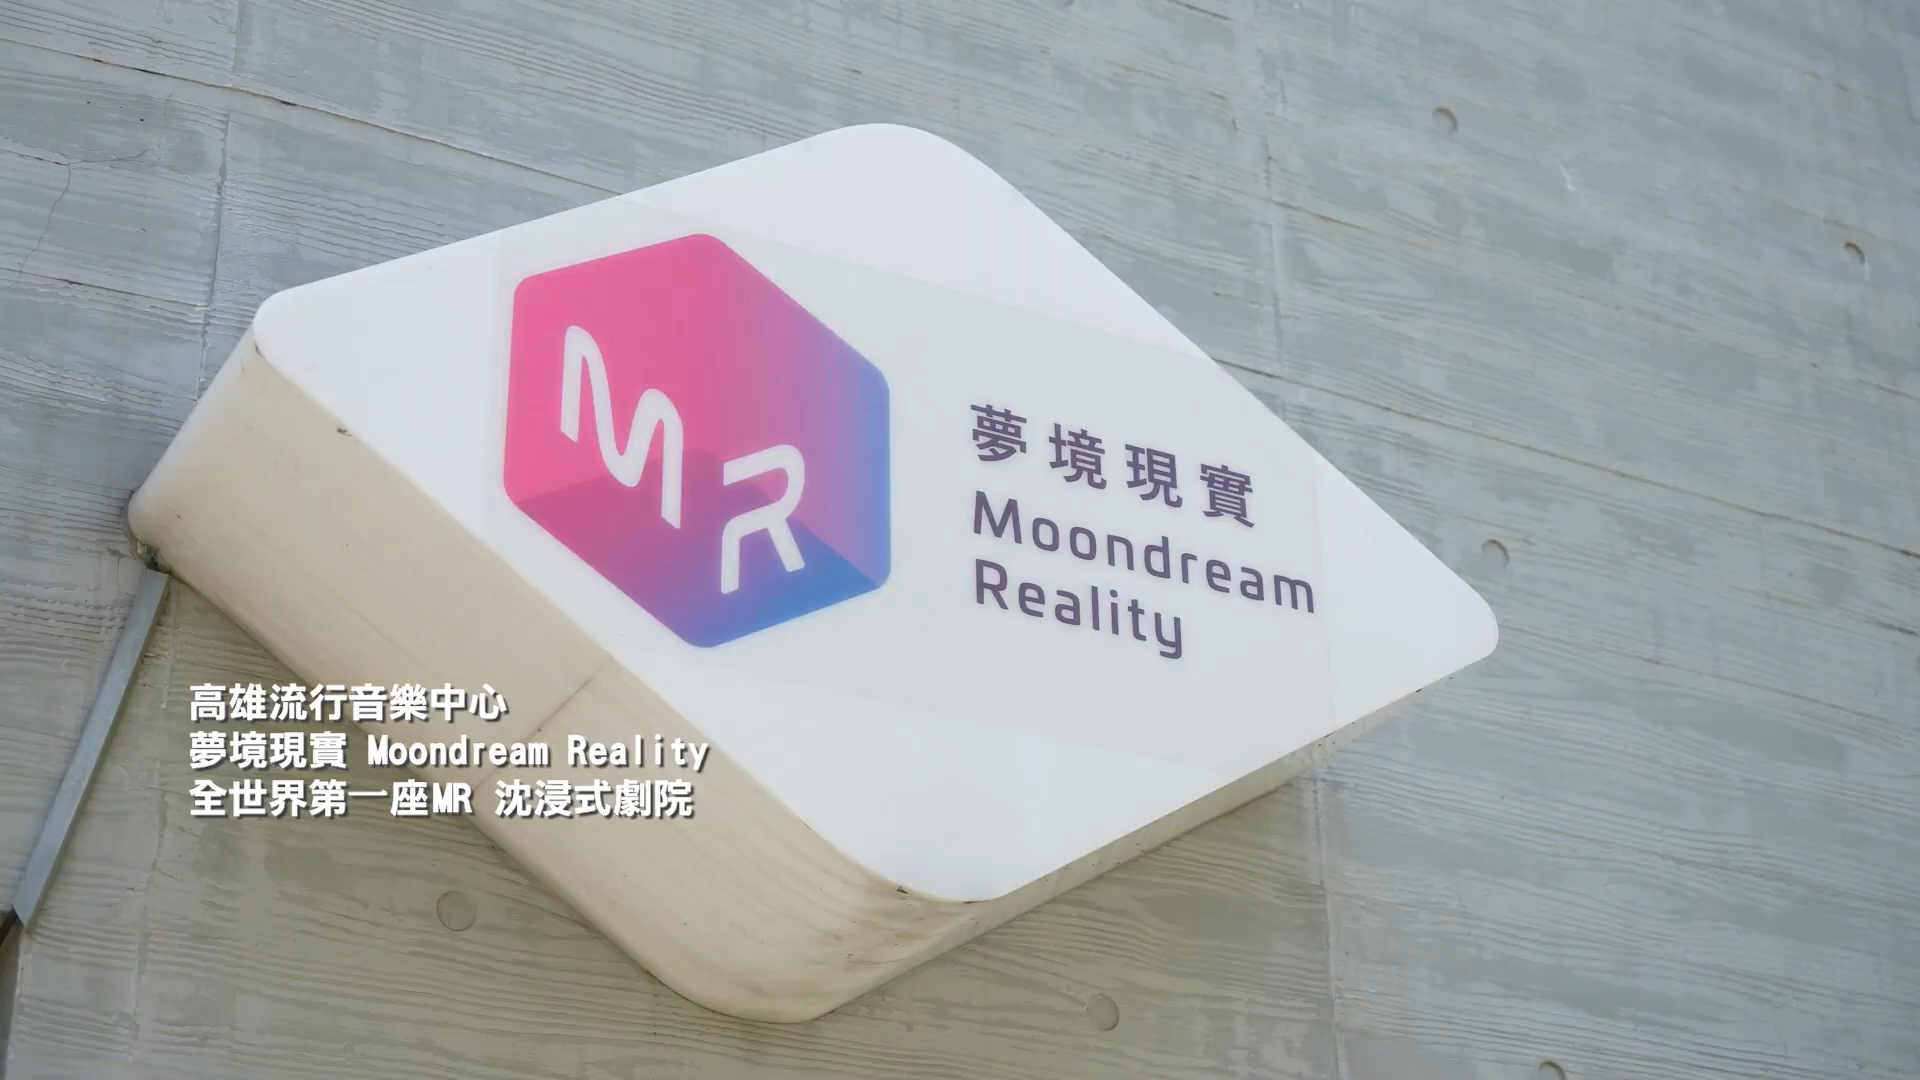 MR
夢境現實
Moondream
Reality
高雄流行音樂中心
夢境現實 Moondream Reality
全世界第一座MR 沈浸式劇院